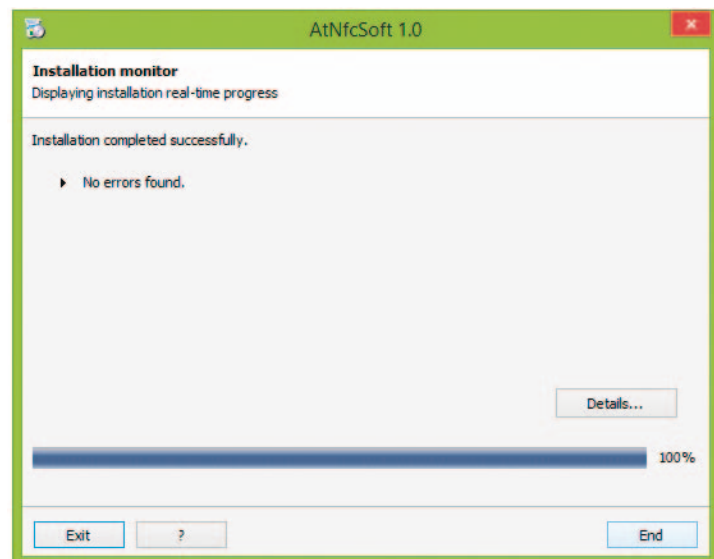 AtNfcSoft 1.0
Installation monitor
Displaying installation real-time progress
Installation completed successfully.
No errors found.
Details...
100%
Exit
?
End